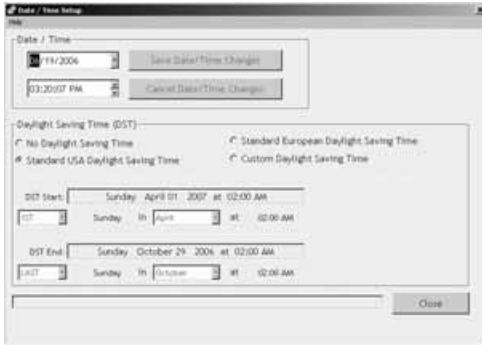 Date / Time Setup
Help
Date / Time
06/19/2006
Save Date/Time Changes
03:20:07 PM
Cancel Date/Time Changes
Daylight Saving Time (DST)
No Daylight Saving Time
Standard European Daylight Saving Time
Standard USA Daylight Saving Time
Custom Daylight Saving Time
DST Start: Sunday April 01 2007 at 02:00 AM
1ST Sunday in April at 02:00 AM
DST End: Sunday October 29 2006 at 02:00 AM
LAST Sunday in October at 02:00 AM
Close